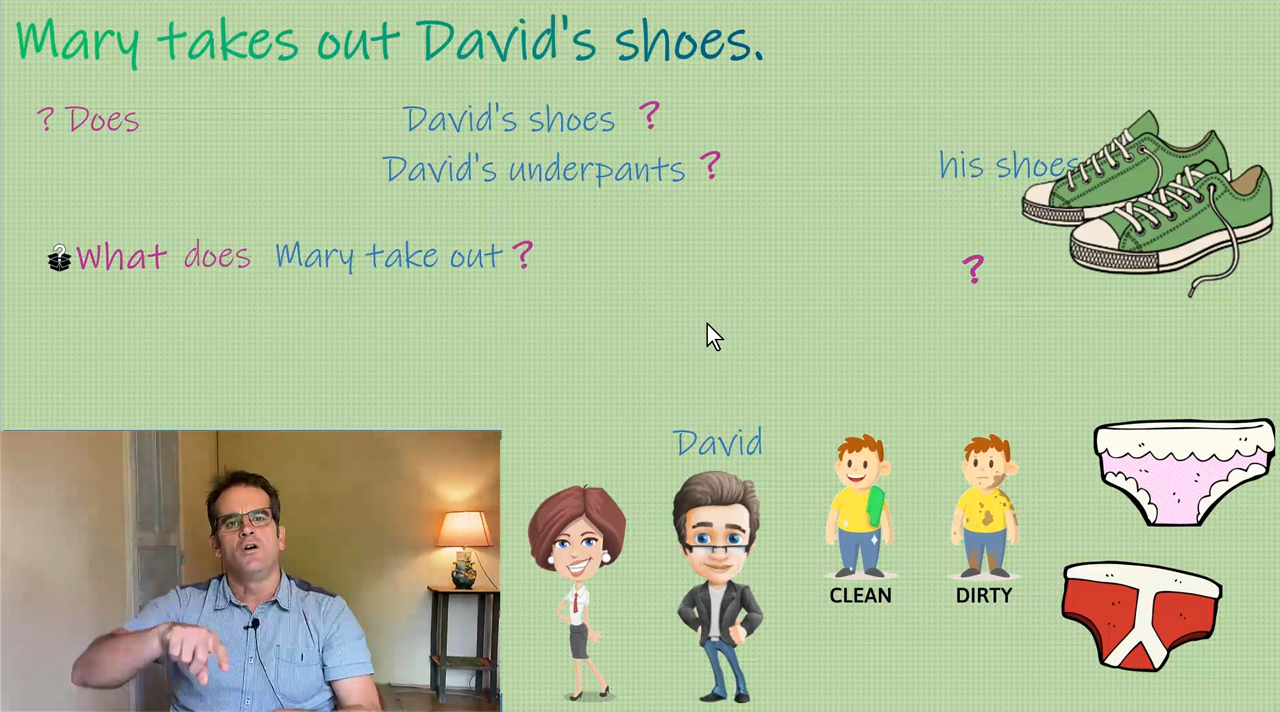 Mary takes out David's shoes.
? Does David's shoes ?
David's underpants ? his shoes
What does Mary take out ?
?
David
CLEAN DIRTY